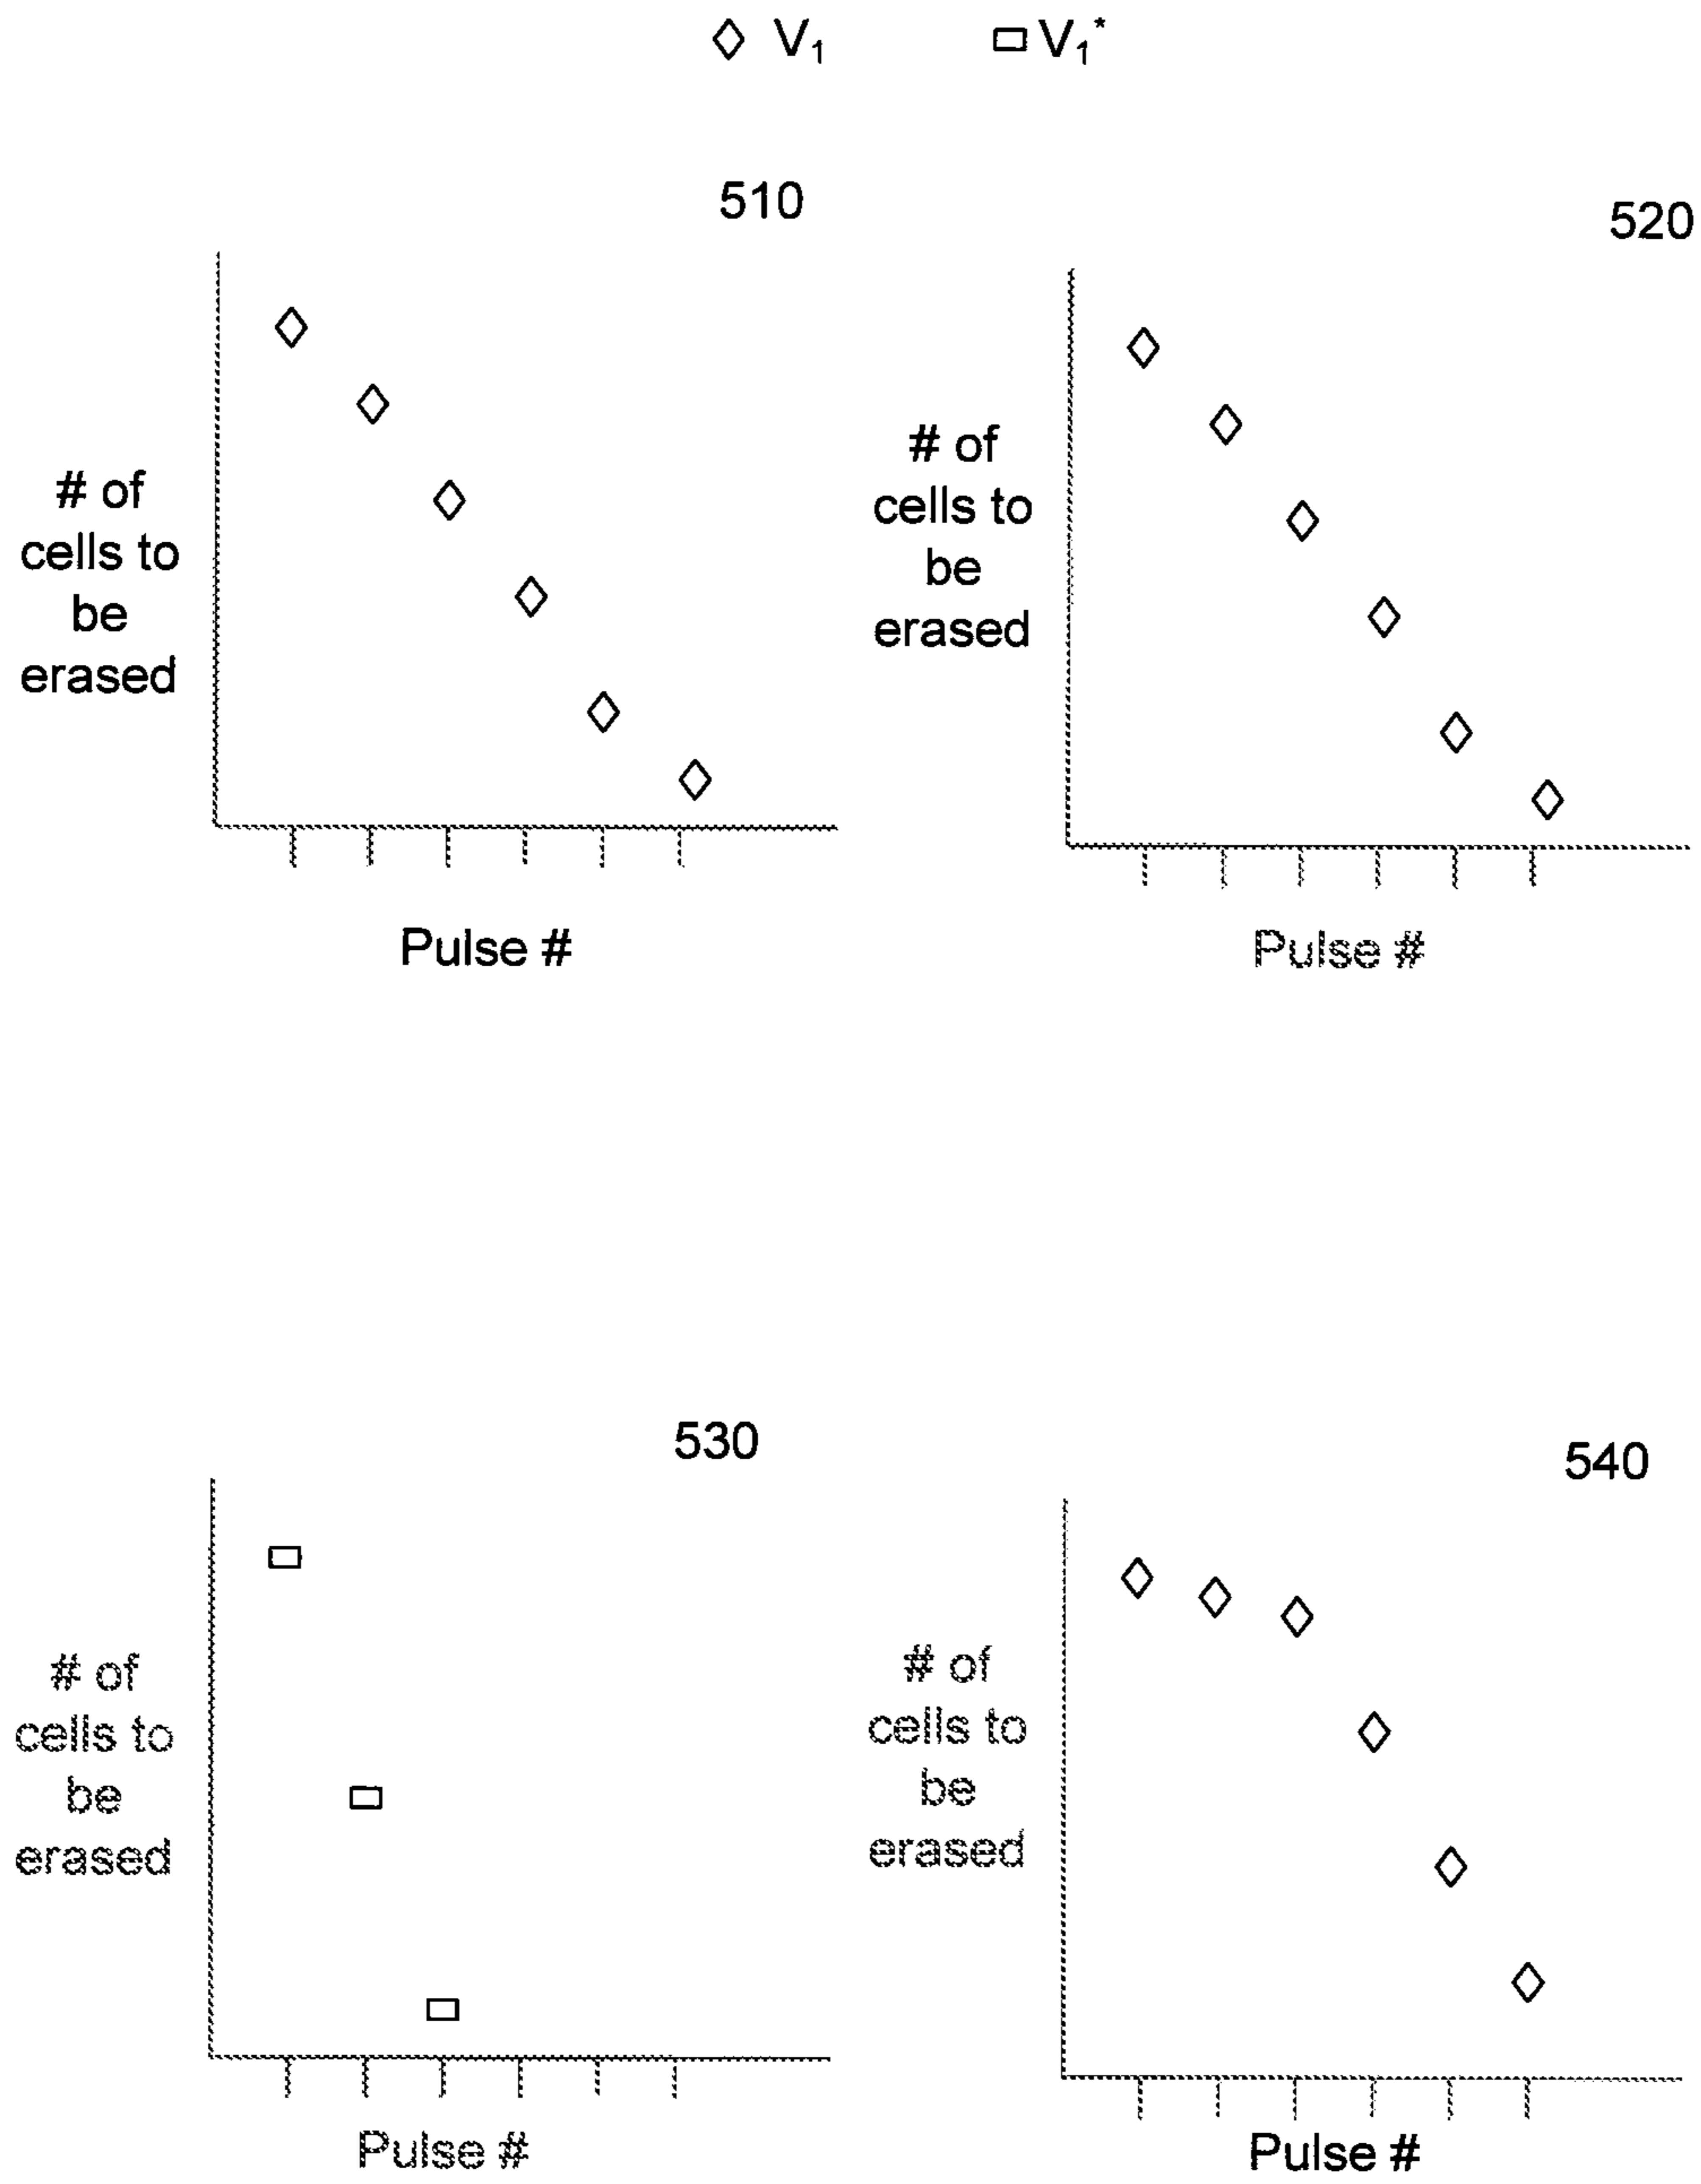 V₁ V₁*
510
# of
cells to
be
erased
Pulse #
520
# of
cells to
be
erased
Pulse #
530
# of
cells to
be
erased
Pulse #
540
# of
cells to
be
erased
Pulse #